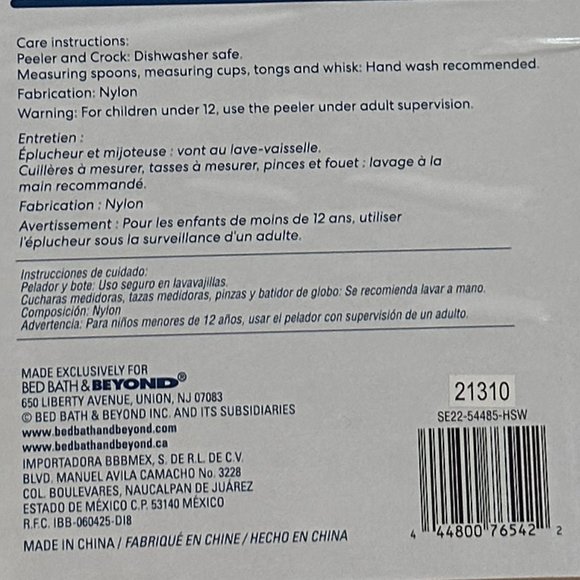 Care instructions:
Peeler and Crock: Dishwasher safe.
Measuring spoons, measuring cups, tongs and whisk: Hand wash recommended.
Fabrication: Nylon
Warning: For children under 12, use the peeler under adult supervision.
Entretien :
Éplucheur et mijoteuse : vont au lave-vaisselle.
Cuillères à mesurer, tasses à mesurer, pinces et fouet : lavage à la
main recommandé.
Fabrication : Nylon
Avertissement : Pour les enfants de moins de 12 ans, utiliser
l'éplucheur sous la surveillance d'un adulte.
Instrucciones de cuidado:
Pelador y bote: Uso seguro en lavavajillas.
Cucharas medidoras, tazas medidoras, pinzas y batidor de globo: Se recomienda lavar a mano.
Composición: Nylon
Advertencia: Para niños menores de 12 años, usar el pelador con supervisión de un adulto.
MADE EXCLUSIVELY FOR
BED BATH & BEYOND®
650 LIBERTY AVENUE, UNION, NJ 07083
© BED BATH & BEYOND INC. AND ITS SUBSIDIARIES
www.bedbathandbeyond.com
www.bedbathandbeyond.ca
IMPORTADORA BBBMEX, S. DE R.L. DE C.V.
BLVD. MANUEL AVILA CAMACHO No. 3228
COL. BOULEVARES, NAUCALPAN DE JUÁREZ
ESTADO DE MÉXICO C.P. 53140 MÉXICO
R.F.C. IBB-060425-DI8
MADE IN CHINA / FABRIQUÉ EN CHINE / HECHO EN CHINA
21310
SE22-54485-HSW
4 44800 76542 2